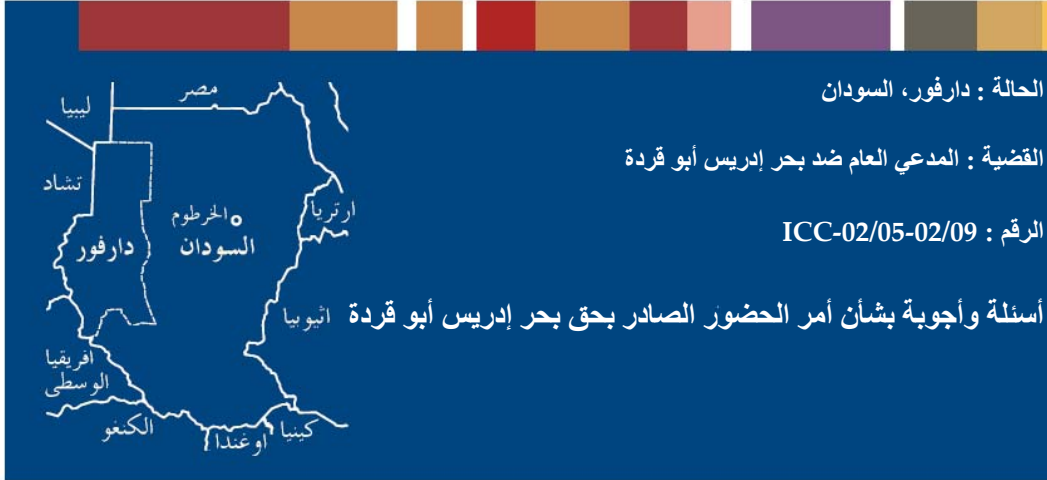 الحالة : دارفور، السودان
القضية : المدعي العام ضد بحر إدريس أبو قردة
الرقم : ICC-02/05-02/09
أسئلة وأجوبة بشأن أمر الحضور الصادر بحق بحر إدريس أبو قردة
مصر
ليبيا
تشاد
الخرطوم
ارتريا
السودان
دارفور
اثيوبيا
افريقيا
الوسطى
الكنغو
اوغندا
كينيا